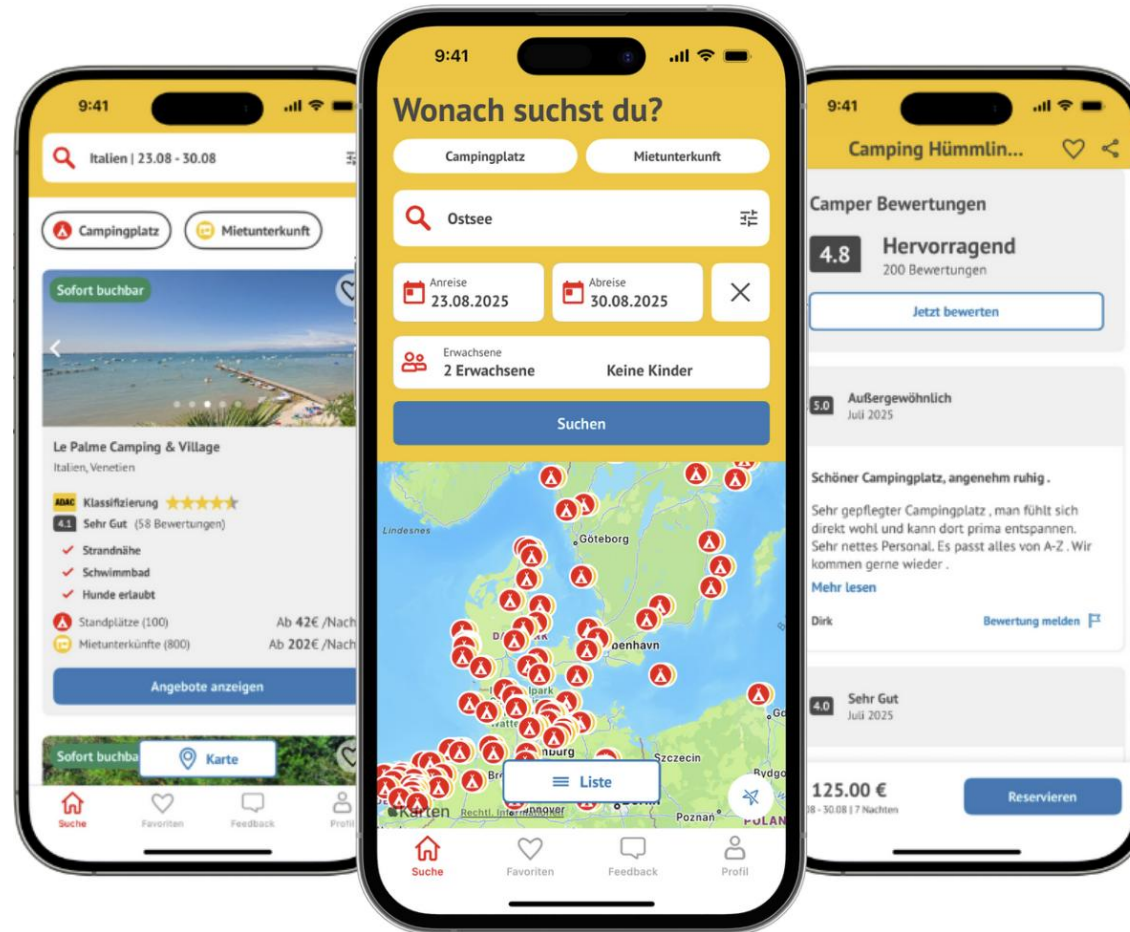 9:41
Italien | 23.08 - 30.08
Campingplatz
Mietunterkunft
Sofort buchbar
Le Palme Camping & Village
Italien, Venetien
ADAC Klassifizierung
4.1 Sehr Gut (58 Bewertungen)
Strandnähe
Schwimmbad
Hunde erlaubt
Standplätze (100) Ab 42€ /Nach
Mietunterkünfte (800) Ab 202€ /Nach
Angebote anzeigen
Sofort buchba
Karte
Suche
Favoriten
Feedback
Profil
9:41
Wonach suchst du?
Campingplatz
Mietunterkunft
Ostsee
Anreise
23.08.2025
Abreise
30.08.2025
Erwachsene
2 Erwachsene
Keine Kinder
Suchen
Lindesnes
Göteborg
benhavn
Szczecin
Bydgo
Poznań
POLAN
Liste
Karten
Rechtl. Informationen
Suche
Favoriten
Feedback
Profil
9:41
Camping Hümmlin...
Camper Bewertungen
4.8
Hervorragend
200 Bewertungen
Jetzt bewerten
5.0
Außergewöhnlich
Juli 2025
Schöner Campingplatz, angenehm ruhig .
Sehr gepflegter Campingplatz , man fühlt sich
direkt wohl und kann dort prima entspannen.
Sehr nettes Personal. Es passt alles von A-Z . Wir
kommen gerne wieder .
Mehr lesen
Dirk
Bewertung melden
4.0
Sehr Gut
Juli 2025
125.00 €
- 30.08 | 7 Nachten
Reservieren